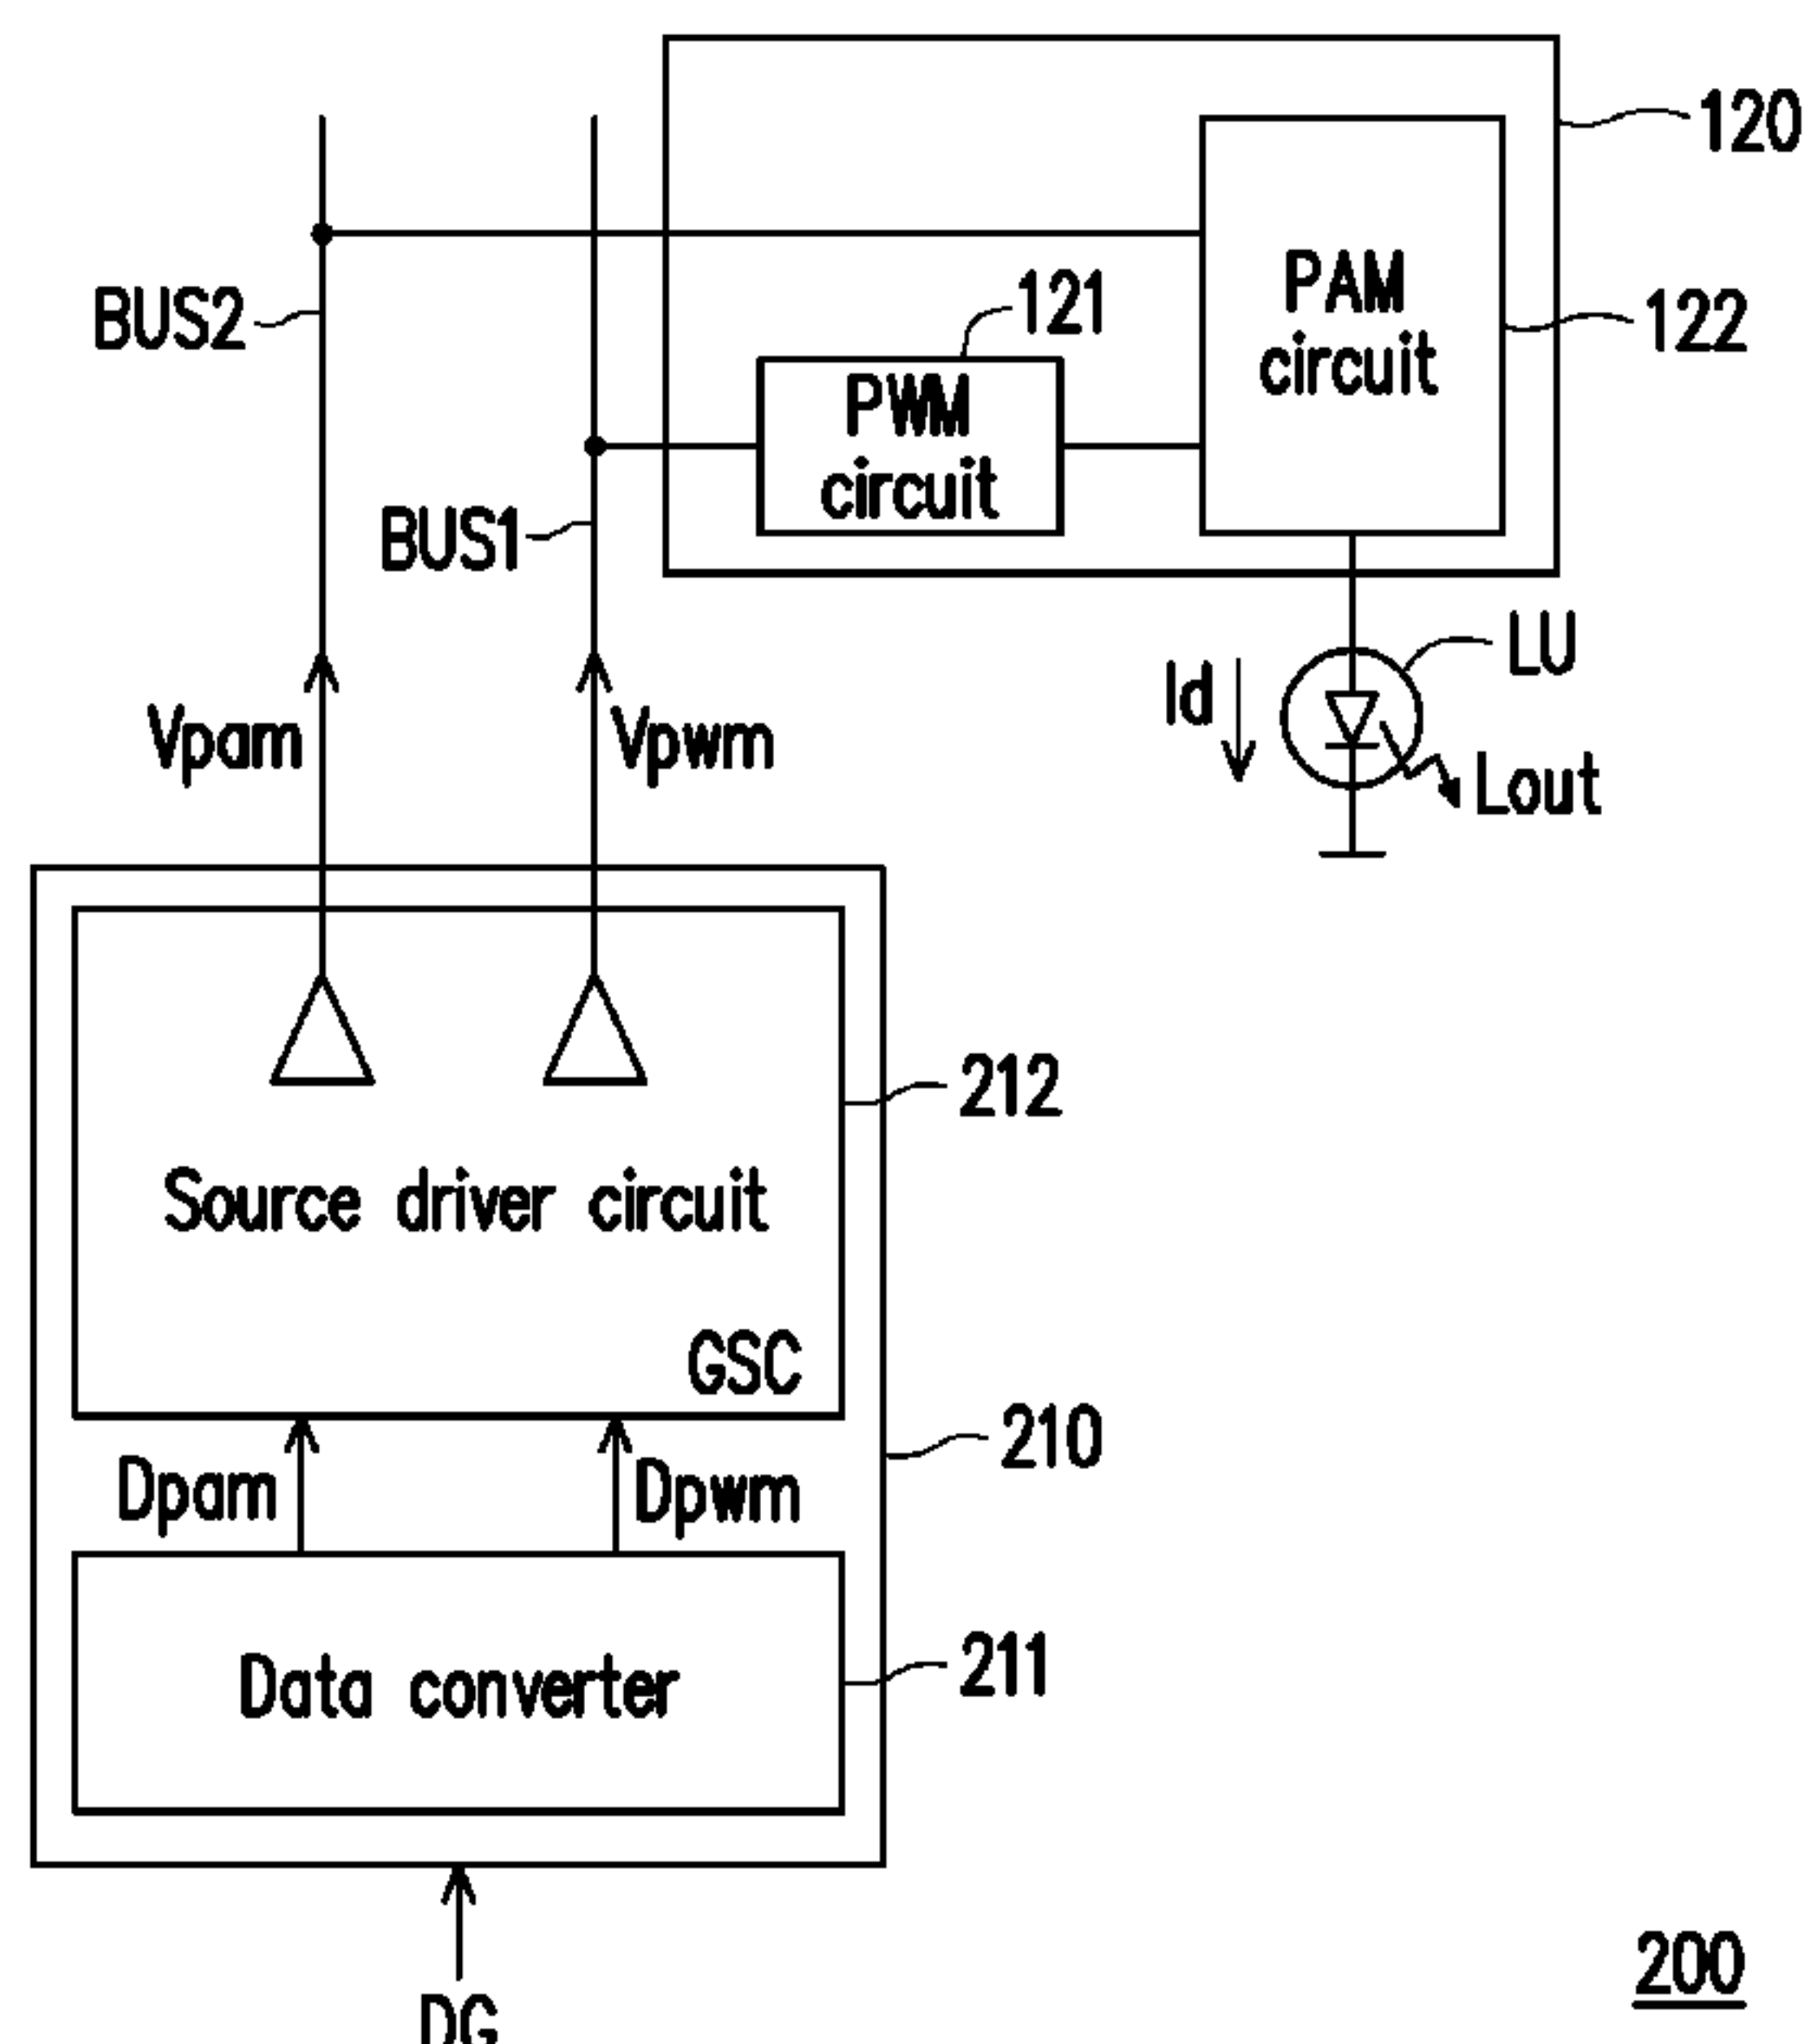 120
PAM
circuit
122
BUS2
121
PWM
circuit
BUS1
LU
Id
Vpam
Vpwm
Lout
212
Source driver circuit
GSC
210
Dpam
Dpwm
211
Data converter
200
DG